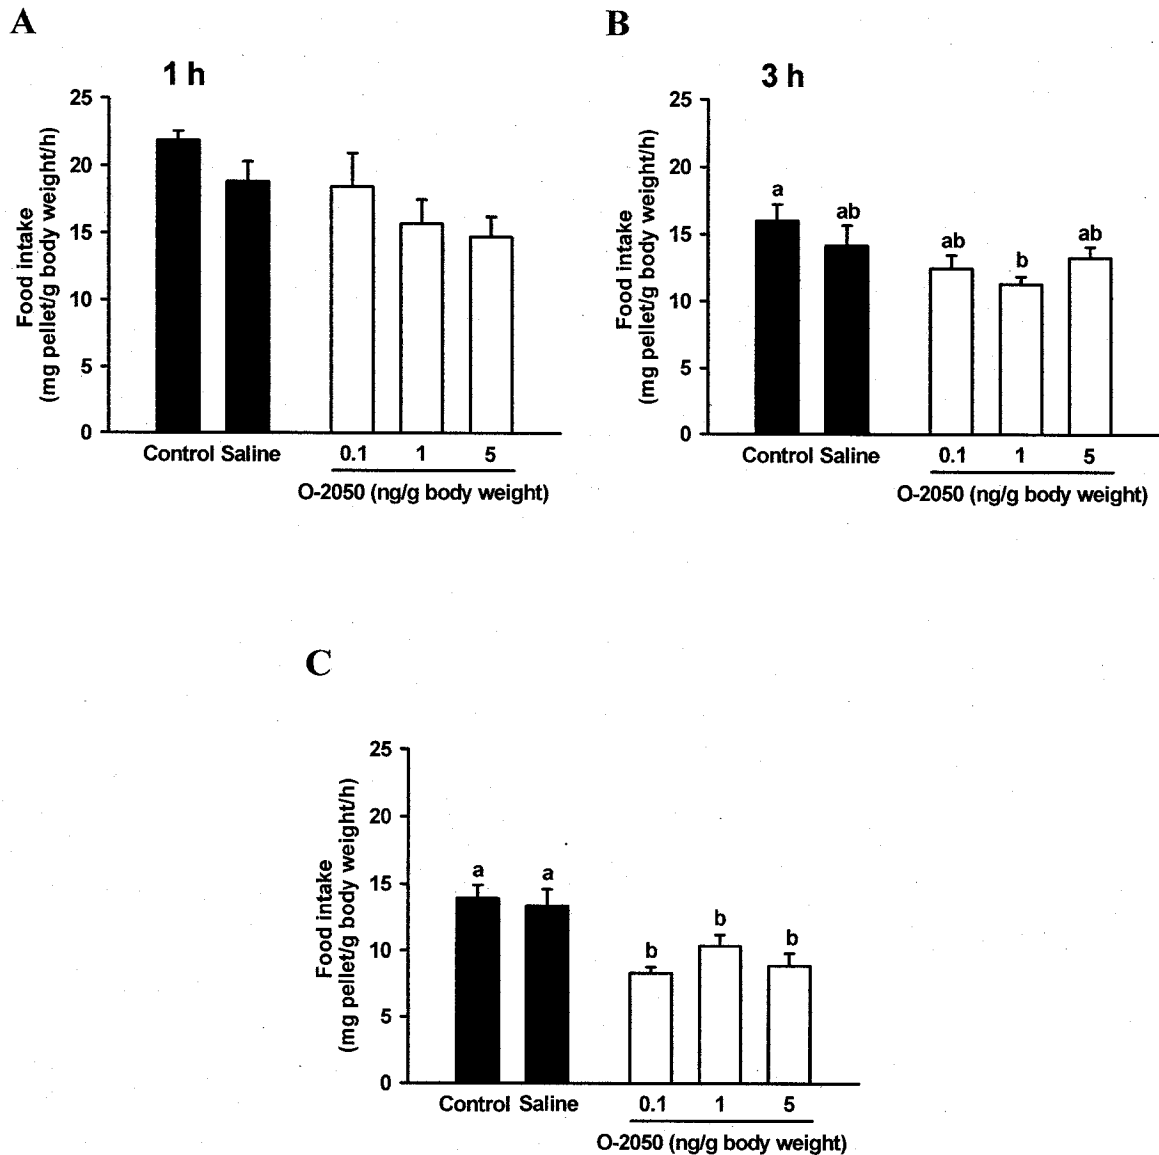 A
1 h
Food intake
(mg pellet/g body weight/h)
25
20
15
10
5
0
Control Saline 0.1 1 5
O-2050 (ng/g body weight)
B
3 h
Food intake
(mg pellet/g body weight/h)
25
20
15
10
5
0
a
ab
ab
b
ab
Control Saline 0.1 1 5
O-2050 (ng/g body weight)
C
Food intake
(mg pellet/g body weight/h)
25
20
15
10
5
0
a
a
b
b
b
Control Saline 0.1 1 5
O-2050 (ng/g body weight)